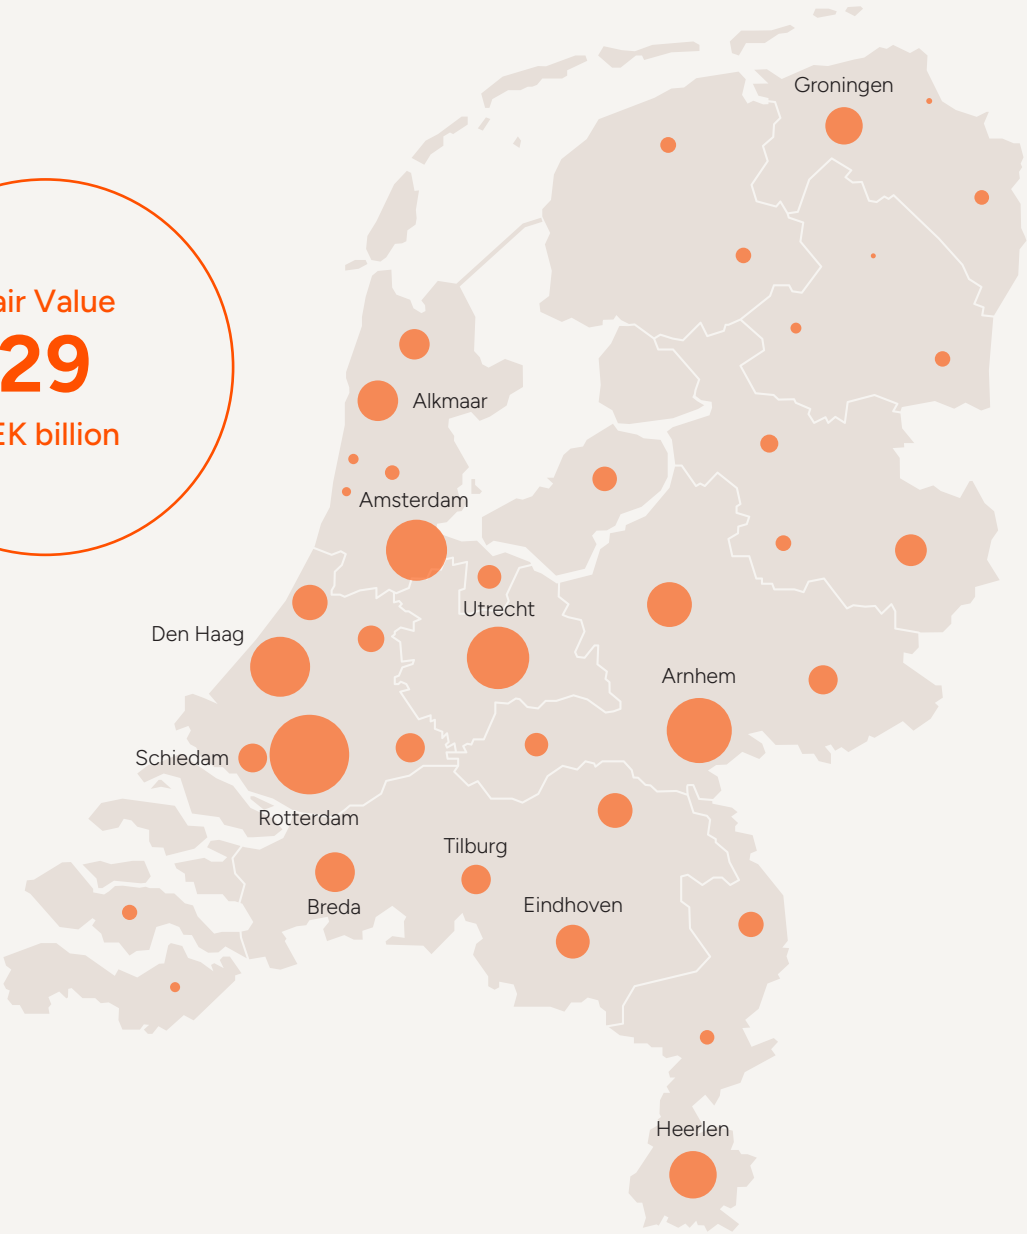 Groningen
air Value
29
EK billion
Alkmaar
Amsterdam
Utrecht
Den Haag
Arnhem
Schiedam
Rotterdam
Tilburg
Breda
Eindhoven
Heerlen